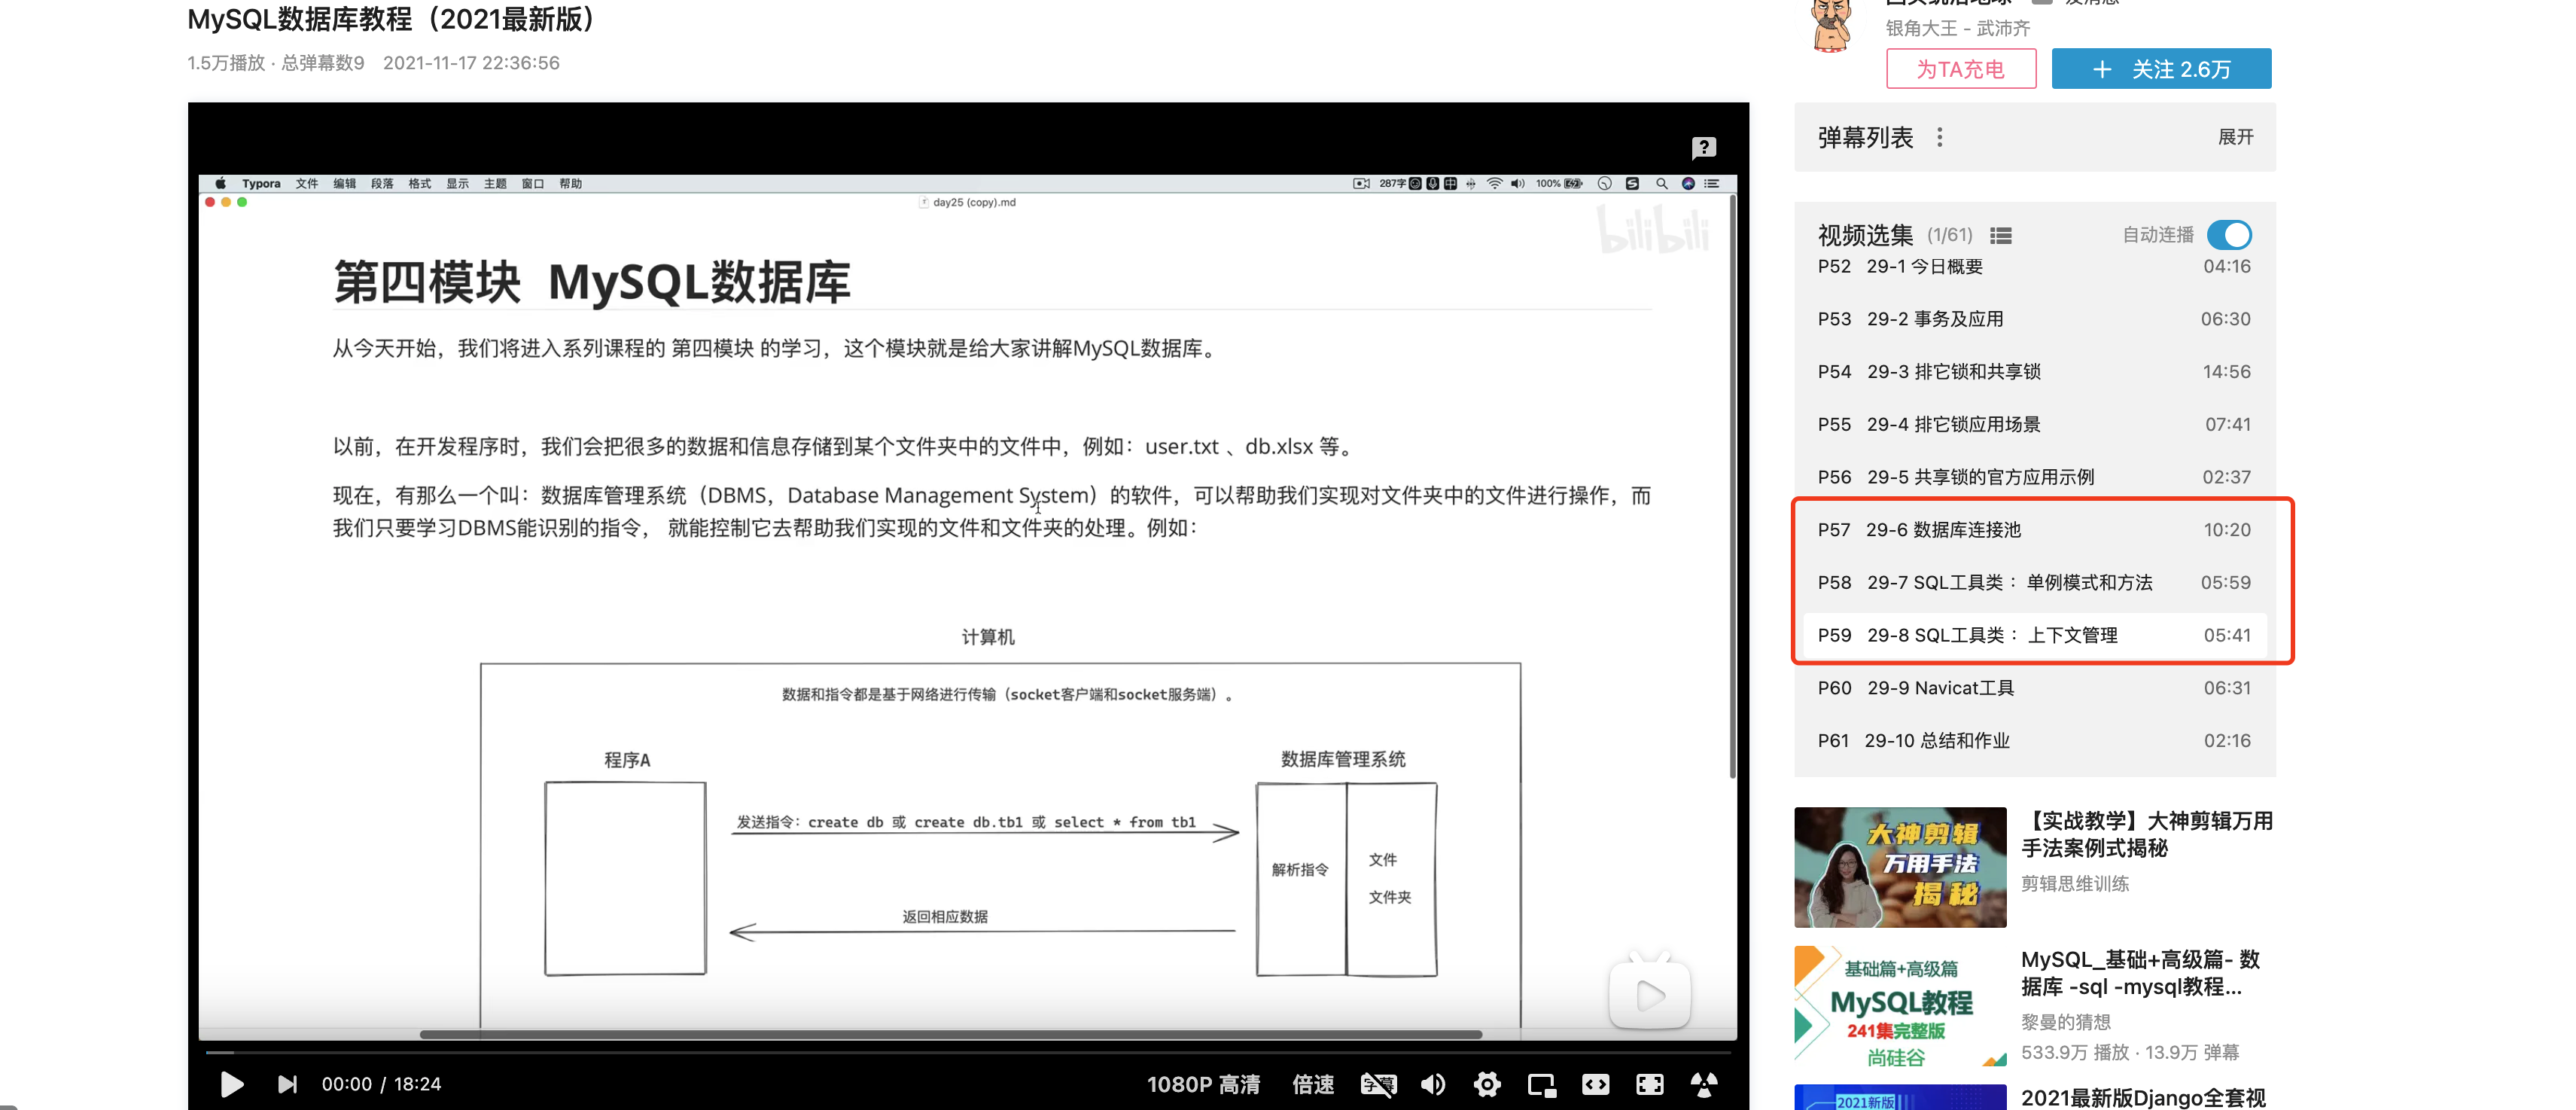 MySQL数据库教程（2021最新版）
1.5万播放 · 总弹幕数9 2021-11-17 22:36:56
银角大王 - 武沛齐
为TA充电
+ 关注 2.6万
Typora 文件 编辑 段落 格式 显示 主题 窗口 帮助
287字 中 100%
day25 (copy).md
bilibili
第四模块 MySQL数据库
从今天开始，我们将进入系列课程的 第四模块 的学习，这个模块就是给大家讲解MySQL数据库。
以前，在开发程序时，我们会把很多的数据和信息存储到某个文件夹中的文件中，例如：user.txt 、db.xlsx 等。
现在，有那么一个叫：数据库管理系统（DBMS，Database Management System）的软件，可以帮助我们实现对文件夹中的文件进行操作，而
我们只要学习DBMS能识别的指令， 就能控制它去帮助我们实现的文件和文件夹的处理。例如：
计算机
数据和指令都是基于网络进行传输（socket客户端和socket服务端）。
程序A
数据库管理系统
发送指令：create db 或 create db.tb1 或 select * from tb1
解析指令
文件
文件夹
返回相应数据
00:00 / 18:24
1080P 高清 倍速 字幕
弹幕列表
展开
视频选集 (1/61)
自动连播
P52 29-1 今日概要 04:16
P53 29-2 事务及应用 06:30
P54 29-3 排它锁和共享锁 14:56
P55 29-4 排它锁应用场景 07:41
P56 29-5 共享锁的官方应用示例 02:37
P57 29-6 数据库连接池 10:20
P58 29-7 SQL工具类 ： 单例模式和方法 05:59
P59 29-8 SQL工具类 ： 上下文管理 05:41
P60 29-9 Navicat工具 06:31
P61 29-10 总结和作业 02:16
大神剪辑
万用手法
揭秘
【实战教学】大神剪辑万用
手法案例式揭秘
剪辑思维训练
基础篇+高级篇
MySQL教程
241集完整版
尚硅谷
MySQL_基础+高级篇- 数
据库 -sql -mysql教程...
黎曼的猜想
533.9万 播放 · 13.9万 弹幕
2021新版
2021最新版Django全套视